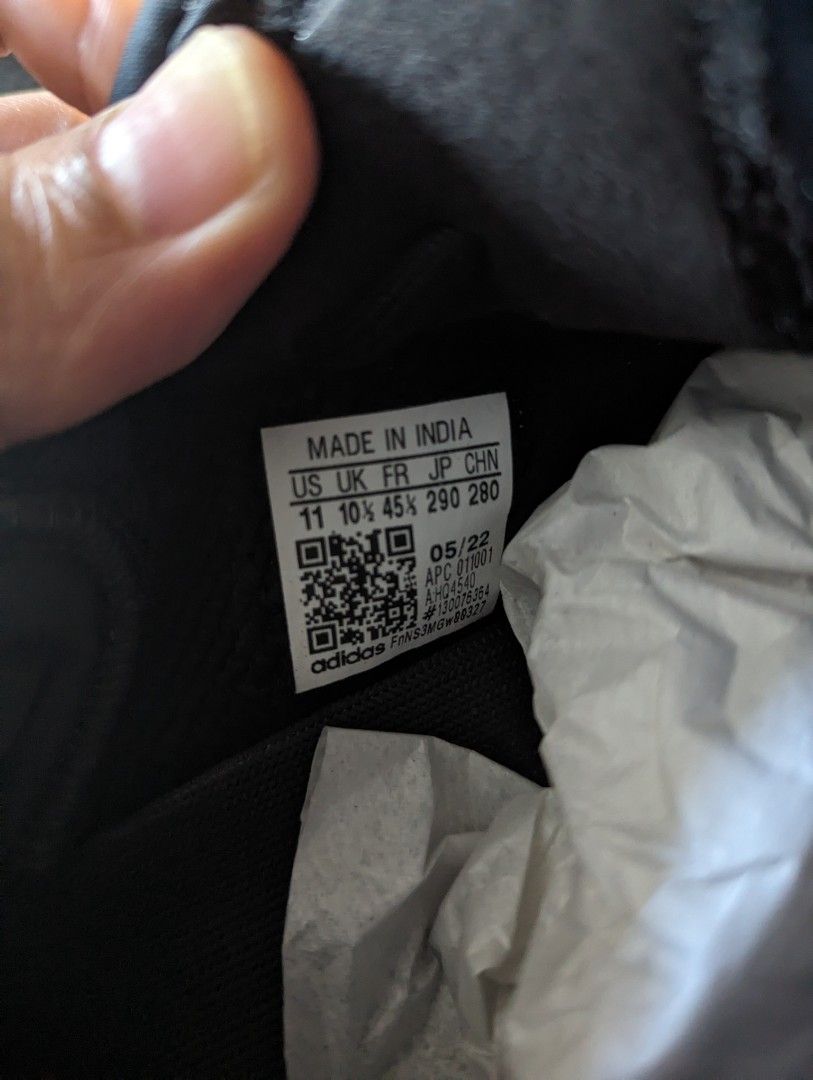 MADE IN INDIA
US UK FR JP CHN
11 10½ 45⅓ 290 280
05/22
APC 011001
AHQ4540
#130076364
adidas FnNS3MGw88327